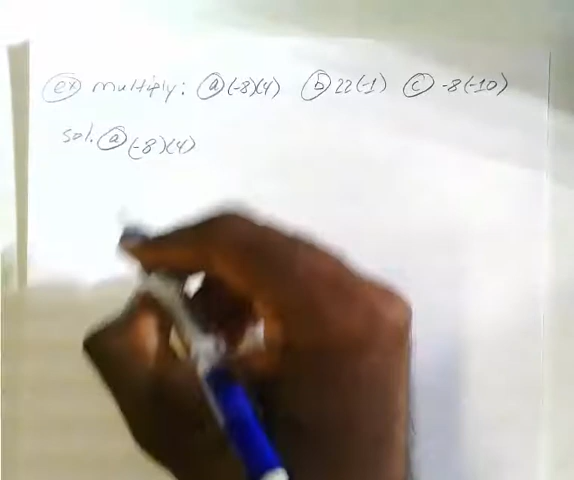 ex multiply: a (-8)(4) b 22(-1) c -8(-10)
sol. a (-8)(4)